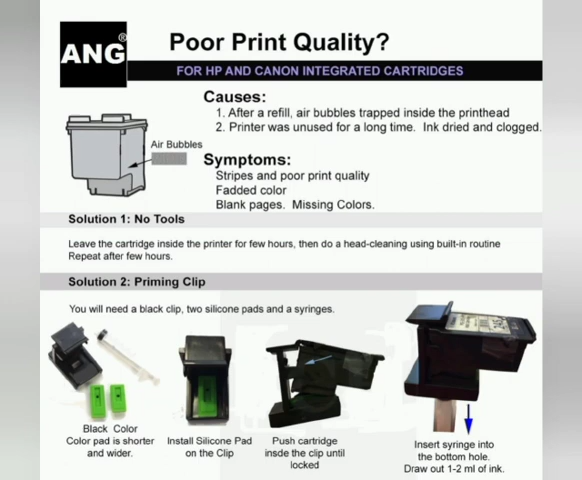 ANG®
Poor Print Quality?
FOR HP AND CANON INTEGRATED CARTRIDGES
Causes:
1. After a refill, air bubbles trapped inside the printhead
2. Printer was unused for a long time. Ink dried and clogged.
Air Bubbles
Symptoms:
Stripes and poor print quality
Fadded color
Blank pages. Missing Colors.
Solution 1: No Tools
Leave the cartridge inside the printer for few hours, then do a head-cleaning using built-in routine
Repeat after few hours.
Solution 2: Priming Clip
You will need a black clip, two silicone pads and a syringes.
Black Color
Color pad is shorter
and wider.
Install Silicone Pad
on the Clip
Push cartridge
insde the clip until
locked
Insert syringe into
the bottom hole.
Draw out 1-2 ml of ink.